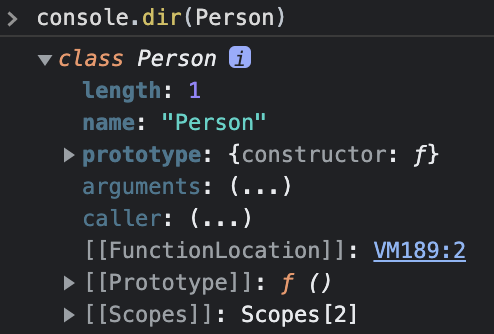 > console.dir(Person)
▼ class Person i
length: 1
name: "Person"
▶ prototype: {constructor: ƒ}
arguments: (...)
caller: (...)
[[FunctionLocation]]: VM189:2
▶ [[Prototype]]: ƒ ()
▶ [[Scopes]]: Scopes[2]